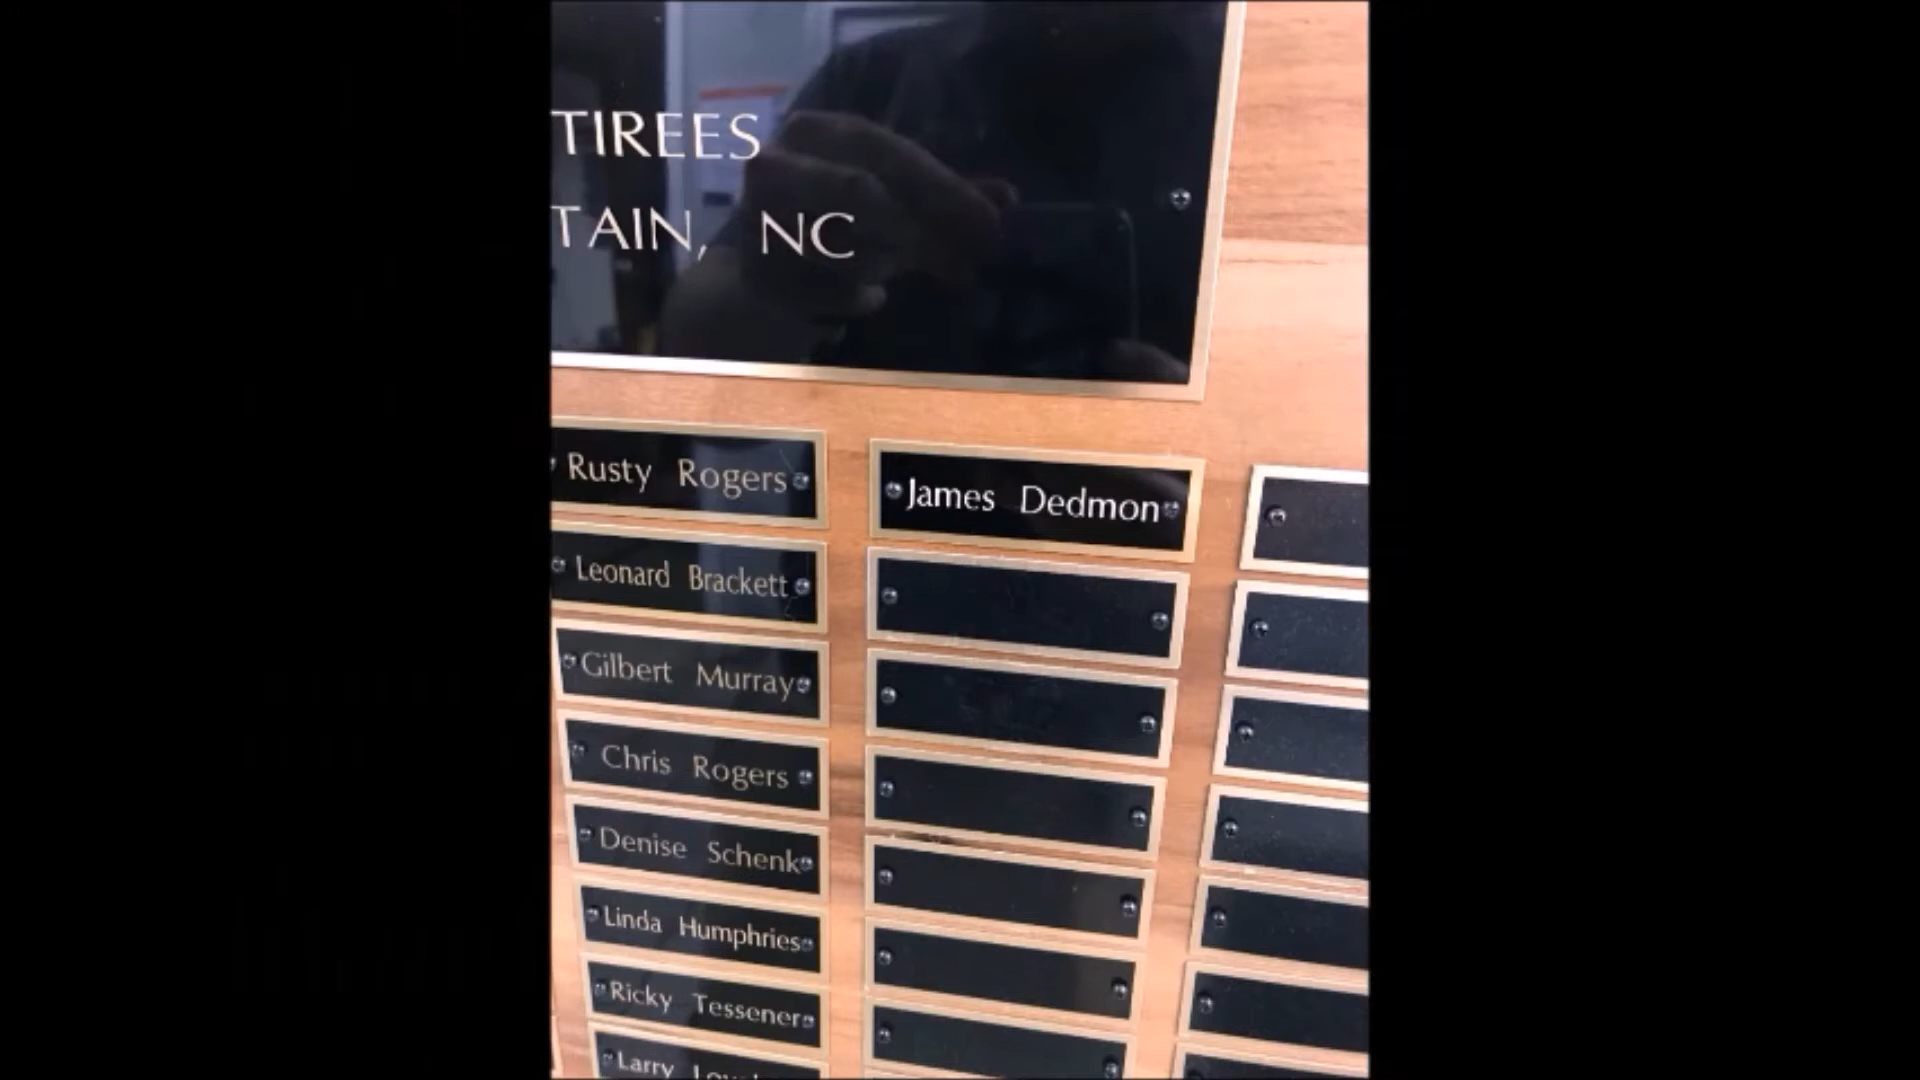 TIREES
TAIN, NC
Rusty Rogers
James Dedmon
Leonard Brackett
Gilbert Murray
Chris Rogers
Denise Schenk
Linda Humphries
Ricky Tessener
Larry